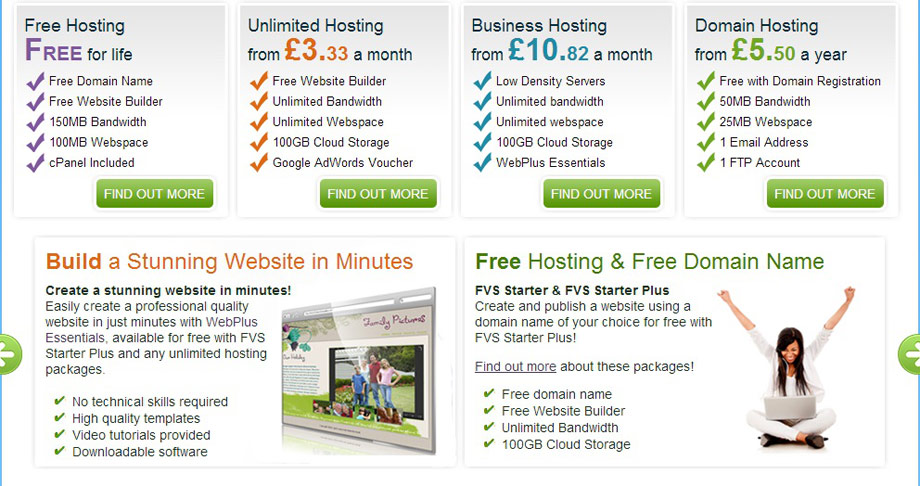 Free Hosting
FREE for life
Free Domain Name
Free Website Builder
150MB Bandwidth
100MB Webspace
cPanel Included
FIND OUT MORE
Unlimited Hosting
from £3.33 a month
Free Website Builder
Unlimited Bandwidth
Unlimited webspace
100GB Cloud Storage
Google AdWords Voucher
FIND OUT MORE
Business Hosting
from £10.82 a month
Low Density Servers
Unlimited bandwidth
Unlimited webspace
100GB Cloud Storage
WebPlus Essentials
FIND OUT MORE
Domain Hosting
from £5.50 a year
Free with Domain Registration
50MB Bandwidth
25MB Webspace
1 Email Address
1 FTP Account
FIND OUT MORE
Build a Stunning Website in Minutes
Create a stunning website in minutes!
Easily create a professional quality
website in just minutes with WebPlus
Essentials, available for free with FVS
Starter Plus and any unlimited hosting
packages.
No technical skills required
High quality templates
Video tutorials provided
Downloadable software
Family Pictures
Our Holiday
Free Hosting & Free Domain Name
FVS Starter & FVS Starter Plus
Create and publish a website using a
domain name of your choice for free with
FVS Starter Plus!
Find out more about these packages!
Free domain name
Free Website Builder
Unlimited Bandwidth
100GB Cloud Storage